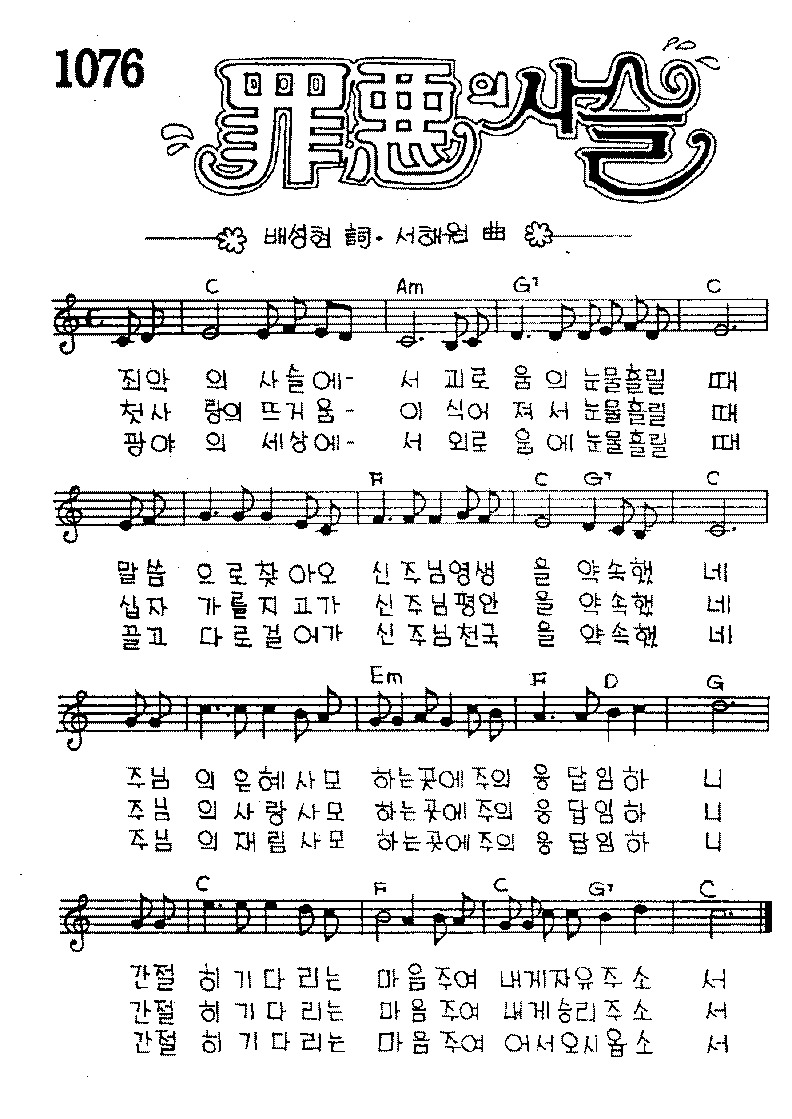 1076
罪惡의 사슬
배성현 詞. 서해원 曲
C Am G7 C
죄악 의 사슬에- 서 괴로 움의 눈물흘릴 때
첫사 랑의 뜨거움- 이 식어 져서 눈물흘릴 때
광야 의 세상에- 서 외로 움에 눈물흘릴 때
F C G7 C
말씀 으로찾아오 신주님영생 을 약속했 네
십자 가를지고가 신주님평안 을 약속했 네
끌고 다로걸어가 신주님천국 을 약속했 네
Em F D G
주님 의은혜사모 하는곳에주의 응답임하 니
주님 의사랑사모 하는곳에주의 응답임하 니
주님 의재림사모 하는곳에주의 응답임하 니
C F C G7 C
간절 히기다리는 마음주여 내게자유주소 서
간절 히기다리는 마음주여 내게승리주소 서
간절 히기다리는 마음주여 어서오시옵소 서